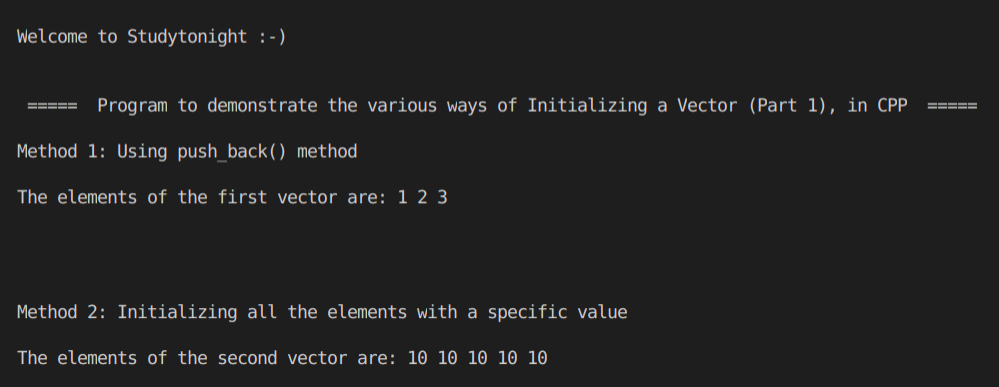 Welcome to Studytonight :-)
===== Program to demonstrate the various ways of Initializing a Vector (Part 1), in CPP =====
Method 1: Using push_back() method
The elements of the first vector are: 1 2 3
Method 2: Initializing all the elements with a specific value
The elements of the second vector are: 10 10 10 10 10